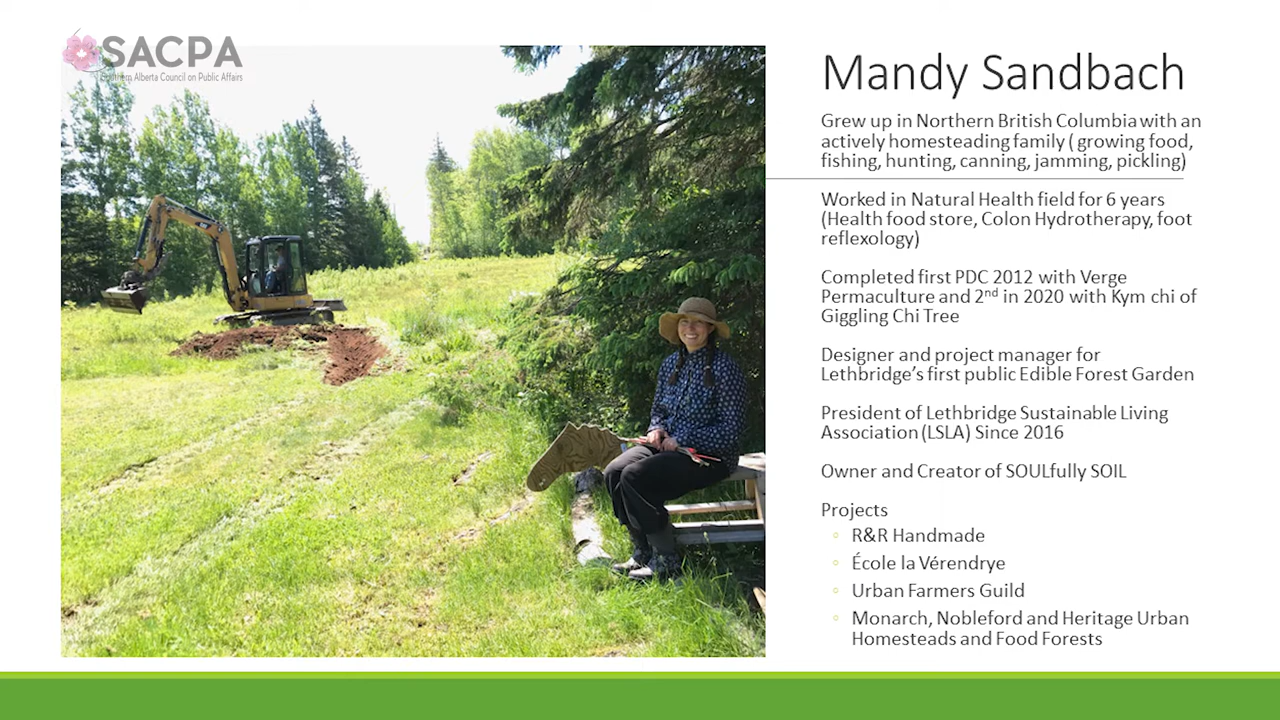 SACPA
Southern Alberta Council on Public Affairs
Mandy Sandbach
Grew up in Northern British Columbia with an
actively homesteading family ( growing food,
fishing, hunting, canning, jamming, pickling)
Worked in Natural Health field for 6 years
(Health food store, Colon Hydrotherapy, foot
reflexology)
Completed first PDC 2012 with Verge
Permaculture and 2nd in 2020 with Kym chi of
Giggling Chi Tree
Designer and project manager for
Lethbridge's first public Edible Forest Garden
President of Lethbridge Sustainable Living
Association (LSLA) Since 2016
Owner and Creator of SOULfully SOIL
Projects
◦ R&R Handmade
◦ École la Vérendrye
◦ Urban Farmers Guild
◦ Monarch, Nobleford and Heritage Urban
Homesteads and Food Forests